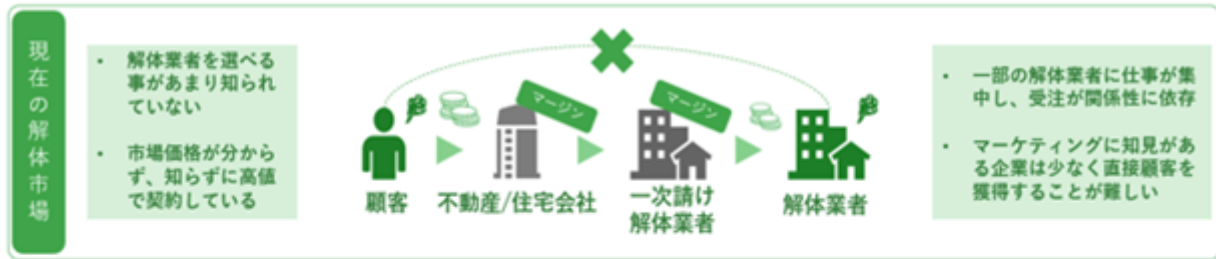 現在の解体市場
• 解体業者を選べる
事があまり知られ
ていない
• 市場価格が分から
ず、知らずに高値
で契約している
マージン
マージン
顧客
不動産/住宅会社
一次請け
解体業者
解体業者
• 一部の解体業者に仕事が集
中し、受注が関係性に依存
• マーケティングに知見があ
る企業は少なく直接顧客を
獲得することが難しい